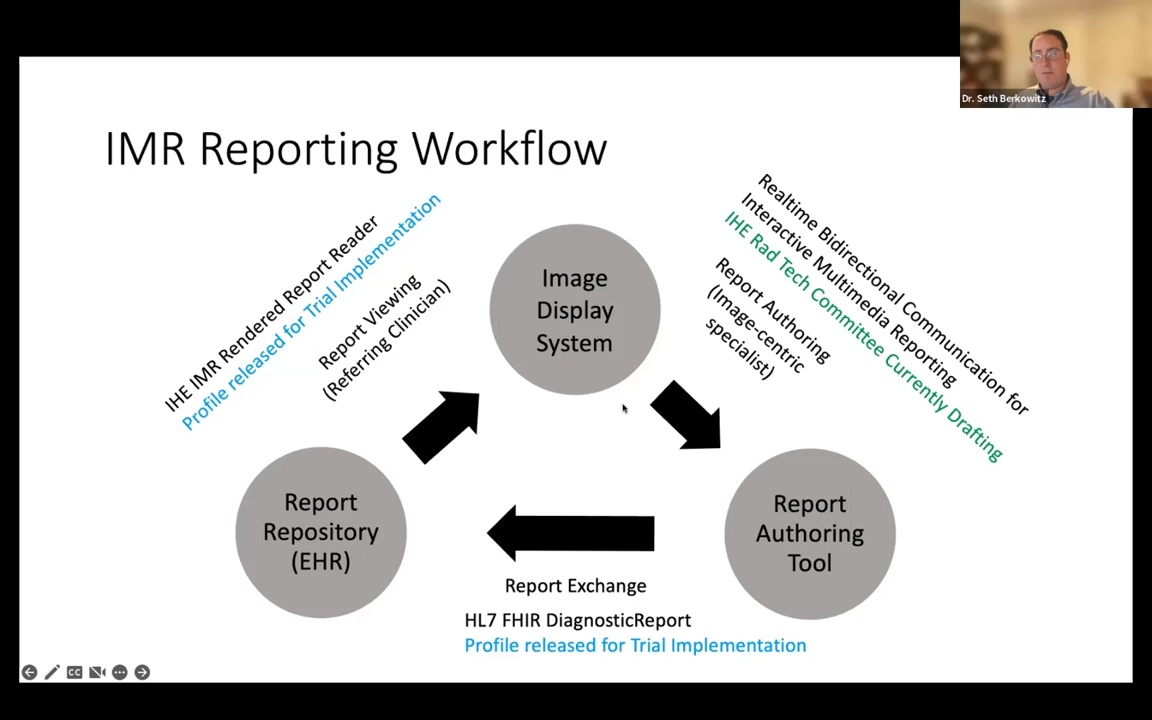 Dr. Seth Berkowitz
IMR Reporting Workflow
IHE IMR Rendered Report Reader
Profile released for Trial Implementation
Report Viewing
(Referring Clinician)
Image
Display
System
Realtime Bidirectional Communication for
Interactive Multimedia Reporting
IHE Rad Tech Committee Currently Drafting
Report Authoring
(Image-centric
specialist)
Report
Repository
(EHR)
Report
Authoring
Tool
Report Exchange
HL7 FHIR DiagnosticReport
Profile released for Trial Implementation
CC